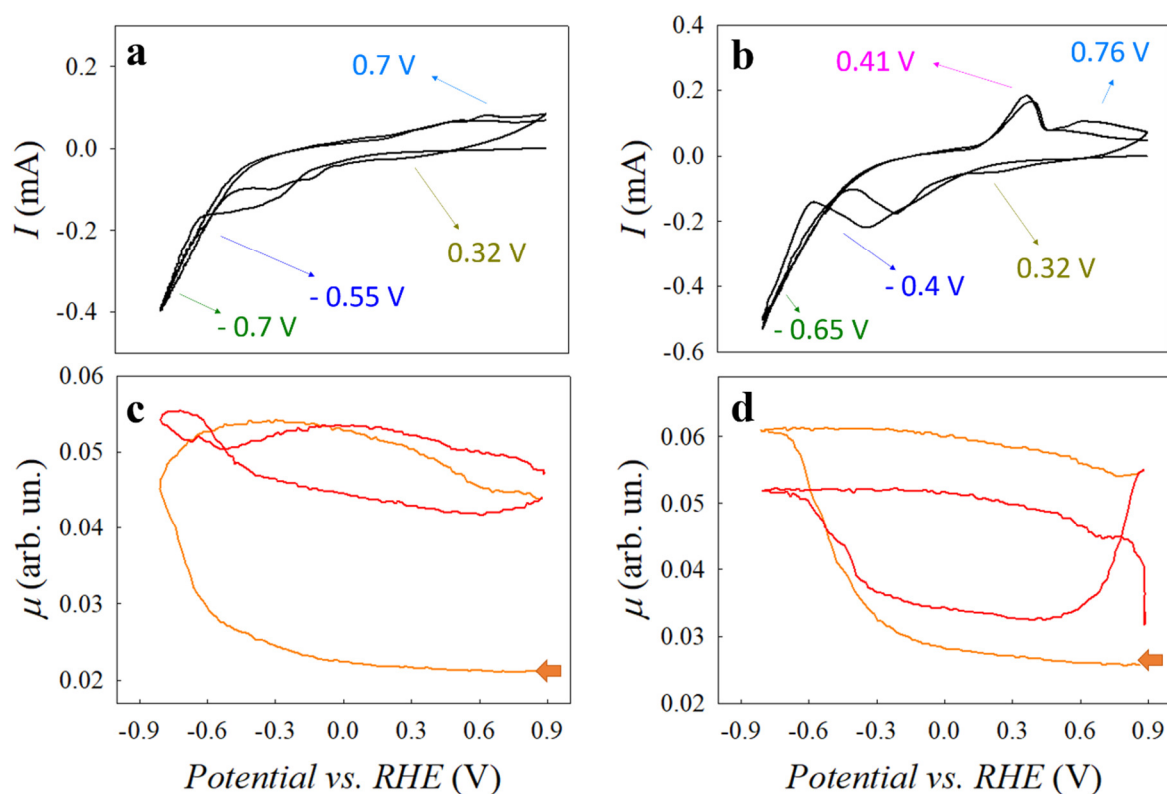 a
0.2
0.0
-0.2
-0.4
I (mA)
0.7 V
0.32 V
- 0.55 V
- 0.7 V
b
0.4
0.2
0.0
-0.2
-0.4
-0.6
I (mA)
0.41 V
0.76 V
0.32 V
- 0.4 V
- 0.65 V
c
0.06
0.05
0.04
0.03
0.02
μ (arb. un.)
-0.9 -0.6 -0.3 0.0 0.3 0.6 0.9
Potential vs. RHE (V)
d
0.06
0.05
0.04
0.03
0.02
μ (arb. un.)
-0.9 -0.6 -0.3 0.0 0.3 0.6 0.9
Potential vs. RHE (V)